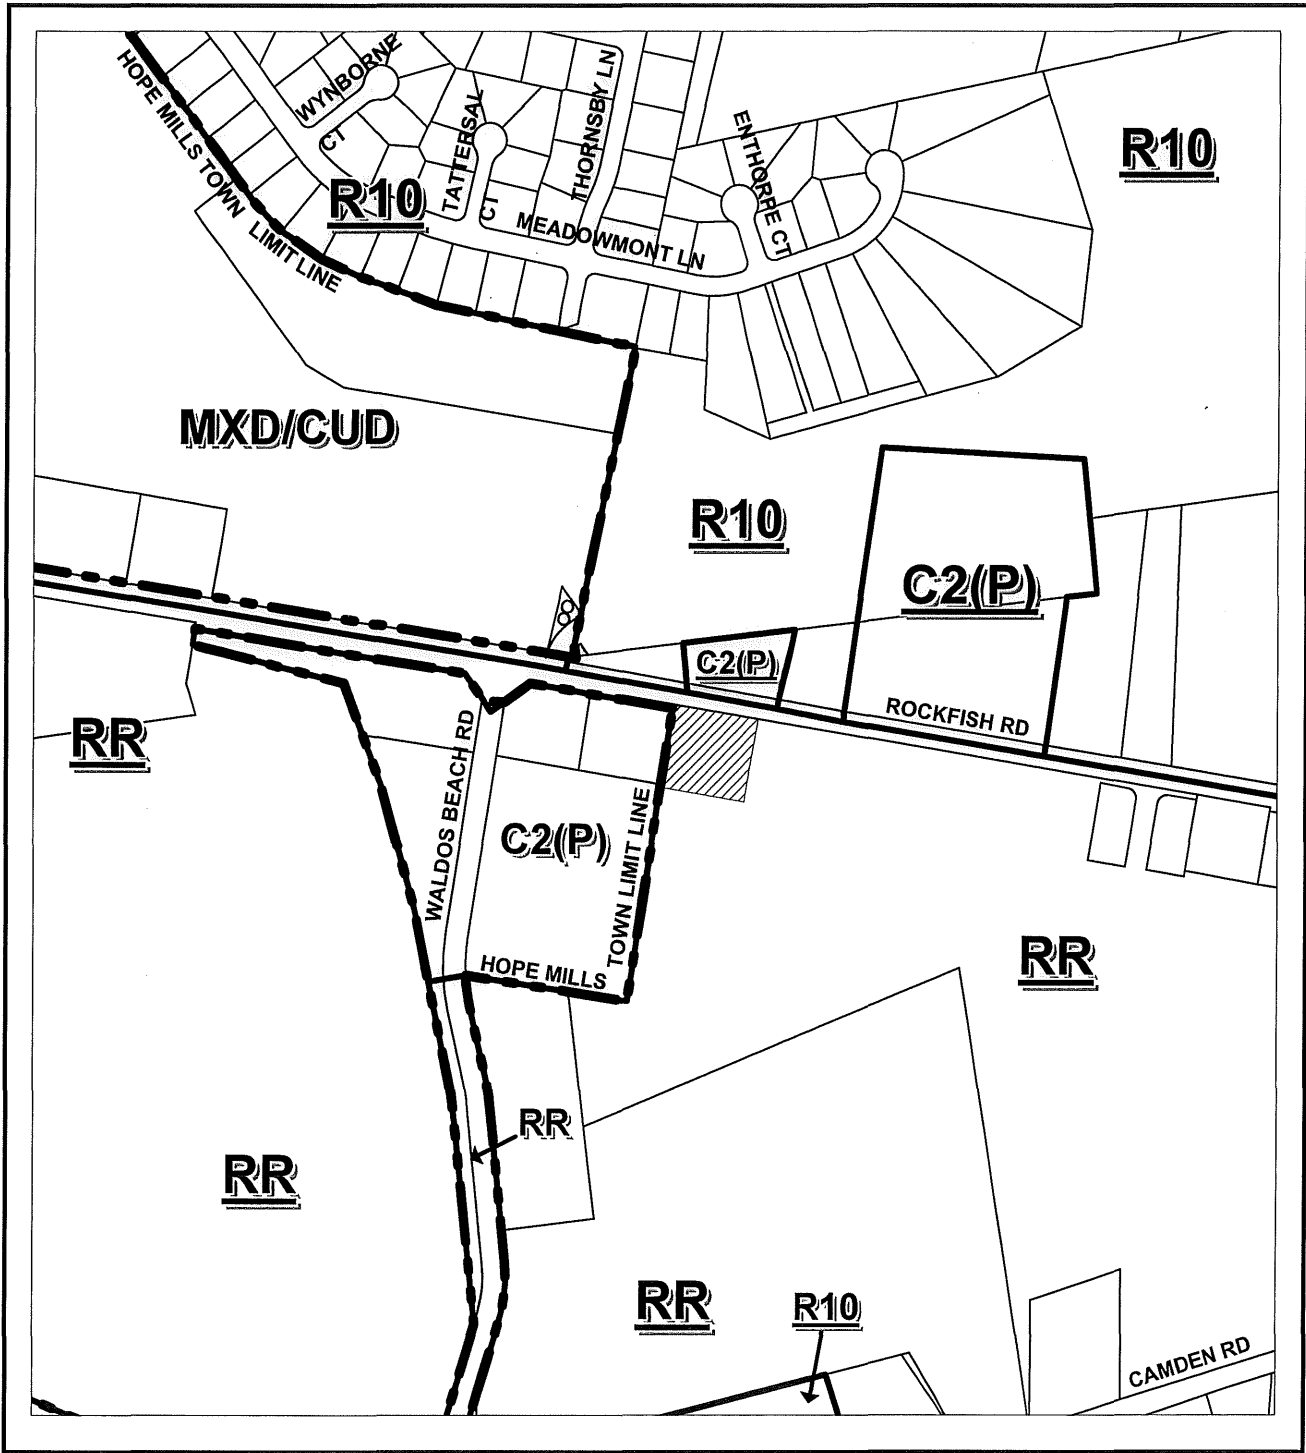 WYNBORNE
CT
TATTERSAL
CT
THORNSBY LN
ENTHORPE CT
R10
R10
HOPE MILLS TOWN LIMIT LINE
MEADOWMONT LN
MXD/CUD
R10
C2(P)
C2(P)
ROCKFISH RD
RR
WALDOS BEACH RD
C2(P)
TOWN LIMIT LINE
HOPE MILLS
RR
RR
RR
RR
R10
CAMDEN RD